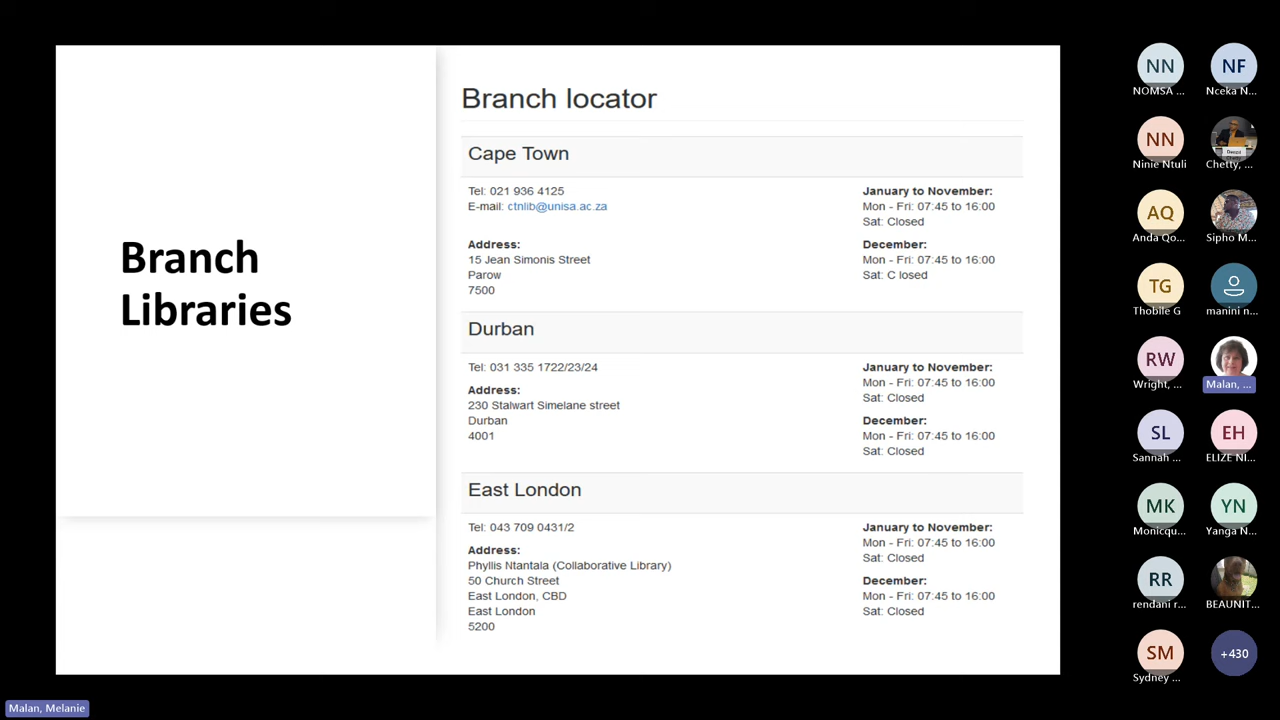 Branch
Libraries
Branch locator
Cape Town
Tel: 021 936 4125
E-mail: ctnlib@unisa.ac.za
Address:
15 Jean Simonis Street
Parow
7500
January to November:
Mon - Fri: 07:45 to 16:00
Sat: Closed
December:
Mon - Fri: 07:45 to 16:00
Sat: C losed
Durban
Tel: 031 335 1722/23/24
Address:
230 Stalwart Simelane street
Durban
4001
January to November:
Mon - Fri: 07:45 to 16:00
Sat: Closed
December:
Mon - Fri: 07:45 to 16:00
Sat: Closed
East London
Tel: 043 709 0431/2
Address:
Phyllis Ntantala (Collaborative Library)
50 Church Street
East London, CBD
East London
5200
January to November:
Mon - Fri: 07:45 to 16:00
Sat: Closed
December:
Mon - Fri: 07:45 to 16:00
Sat: Closed
NN
NOMSA ...
NF
Nceka N...
NN
Ninie Ntuli
Chetty, ...
AQ
Anda Qo...
Sipho M...
TG
Thobile G
manini n...
RW
Wright, ...
Malan, ...
SL
Sannah ...
EH
ELIZE NI...
MK
Monicqu...
YN
Yanga N...
RR
rendani r...
BEAUNIT...
SM
Sydney ...
+430
Malan, Melanie